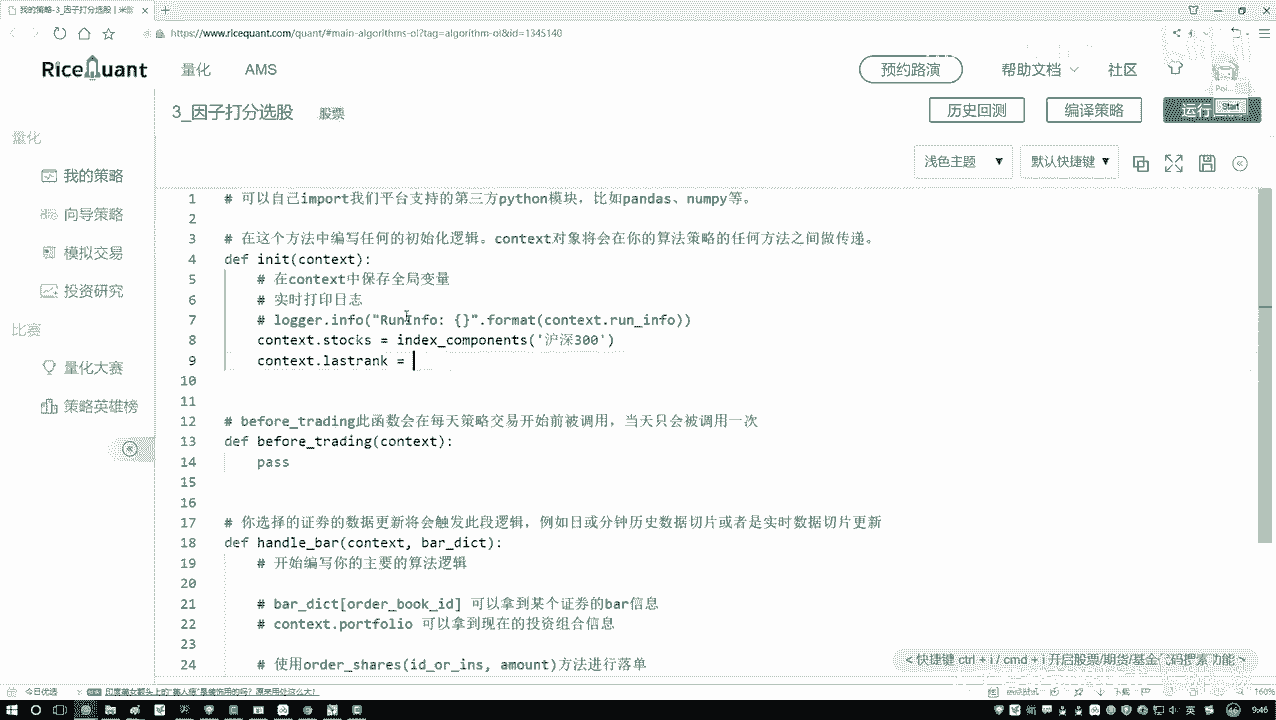 我的策略-3_因子打分选股 | 米筐
https://www.ricequant.com/quant/#main-algorithms-ol?tag=algorithm-ol&id=1345140
RiceQuant 量化 AMS 预约路演 帮助文档 社区
3_因子打分选股 股票 历史回测 编译策略 运行 Start
量化
浅色主题 默认快捷键
我的策略
向导策略
模拟交易
投资研究
比赛
量化大赛
策略英雄榜
1 # 可以自己import我们平台支持的第三方python模块，比如pandas、numpy等。
2
3 # 在这个方法中编写任何的初始化逻辑。context对象将会在你的算法策略的任何方法之间做传递。
4 def init(context):
5 # 在context中保存全局变量
6 # 实时打印日志
7 # logger.info("RunInfo: {}".format(context.run_info))
8 context.stocks = index_components('沪深300')
9 context.lastrank =
10
11
12 # before_trading此函数会在每天策略交易开始前被调用，当天只会被调用一次
13 def before_trading(context):
14 pass
15
16
17 # 你选择的证券的数据更新将会触发此段逻辑，例如日或分钟历史数据切片或者是实时数据切片更新
18 def handle_bar(context, bar_dict):
19 # 开始编写你的主要的算法逻辑
20
21 # bar_dict[order_book_id] 可以拿到某个证券的bar信息
22 # context.portfolio 可以拿到现在的投资组合信息
23
24 # 使用order_shares(id_or_ins, amount)方法进行落单
今日优选
160%
9:46